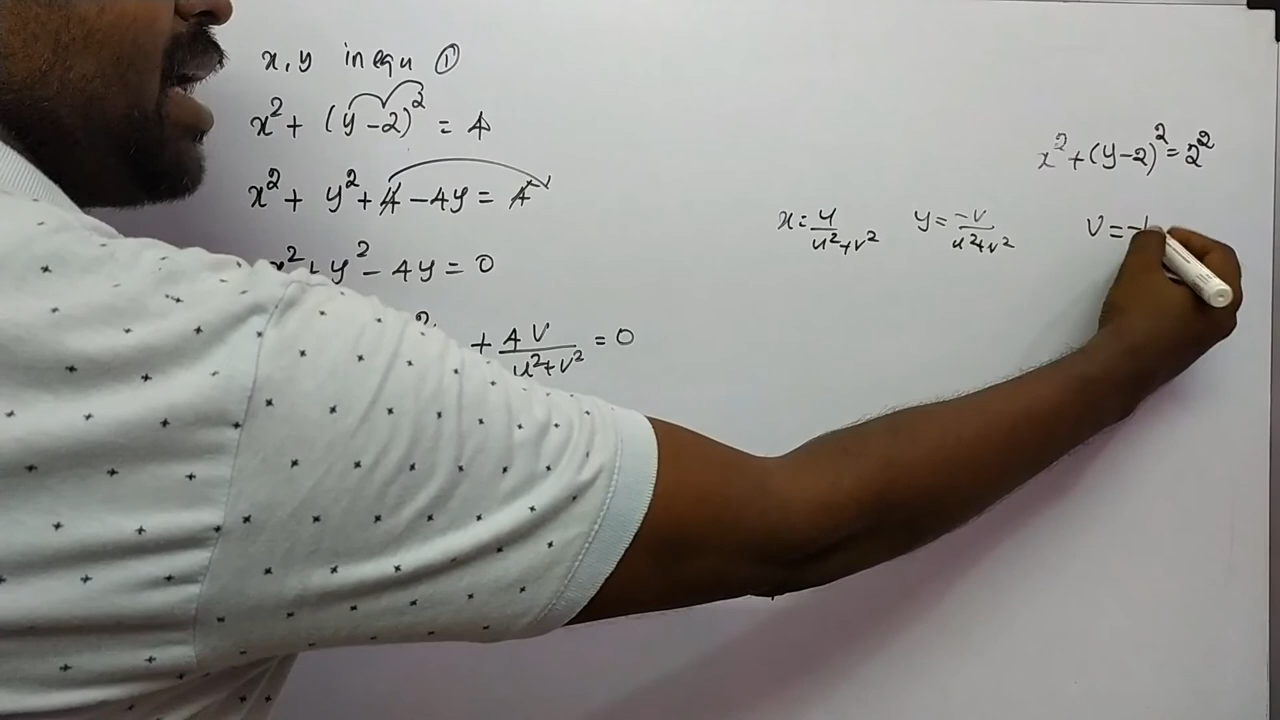 x, y in equ ①
x² + (y-2)² = 4
x² + y² + 4 - 4y = 4
x² + y² - 4y = 0
+ 4V/u²+v² = 0
x² + (y-2)² = 2²
x = u/u²+v² y = -v/u²+v² V = -1